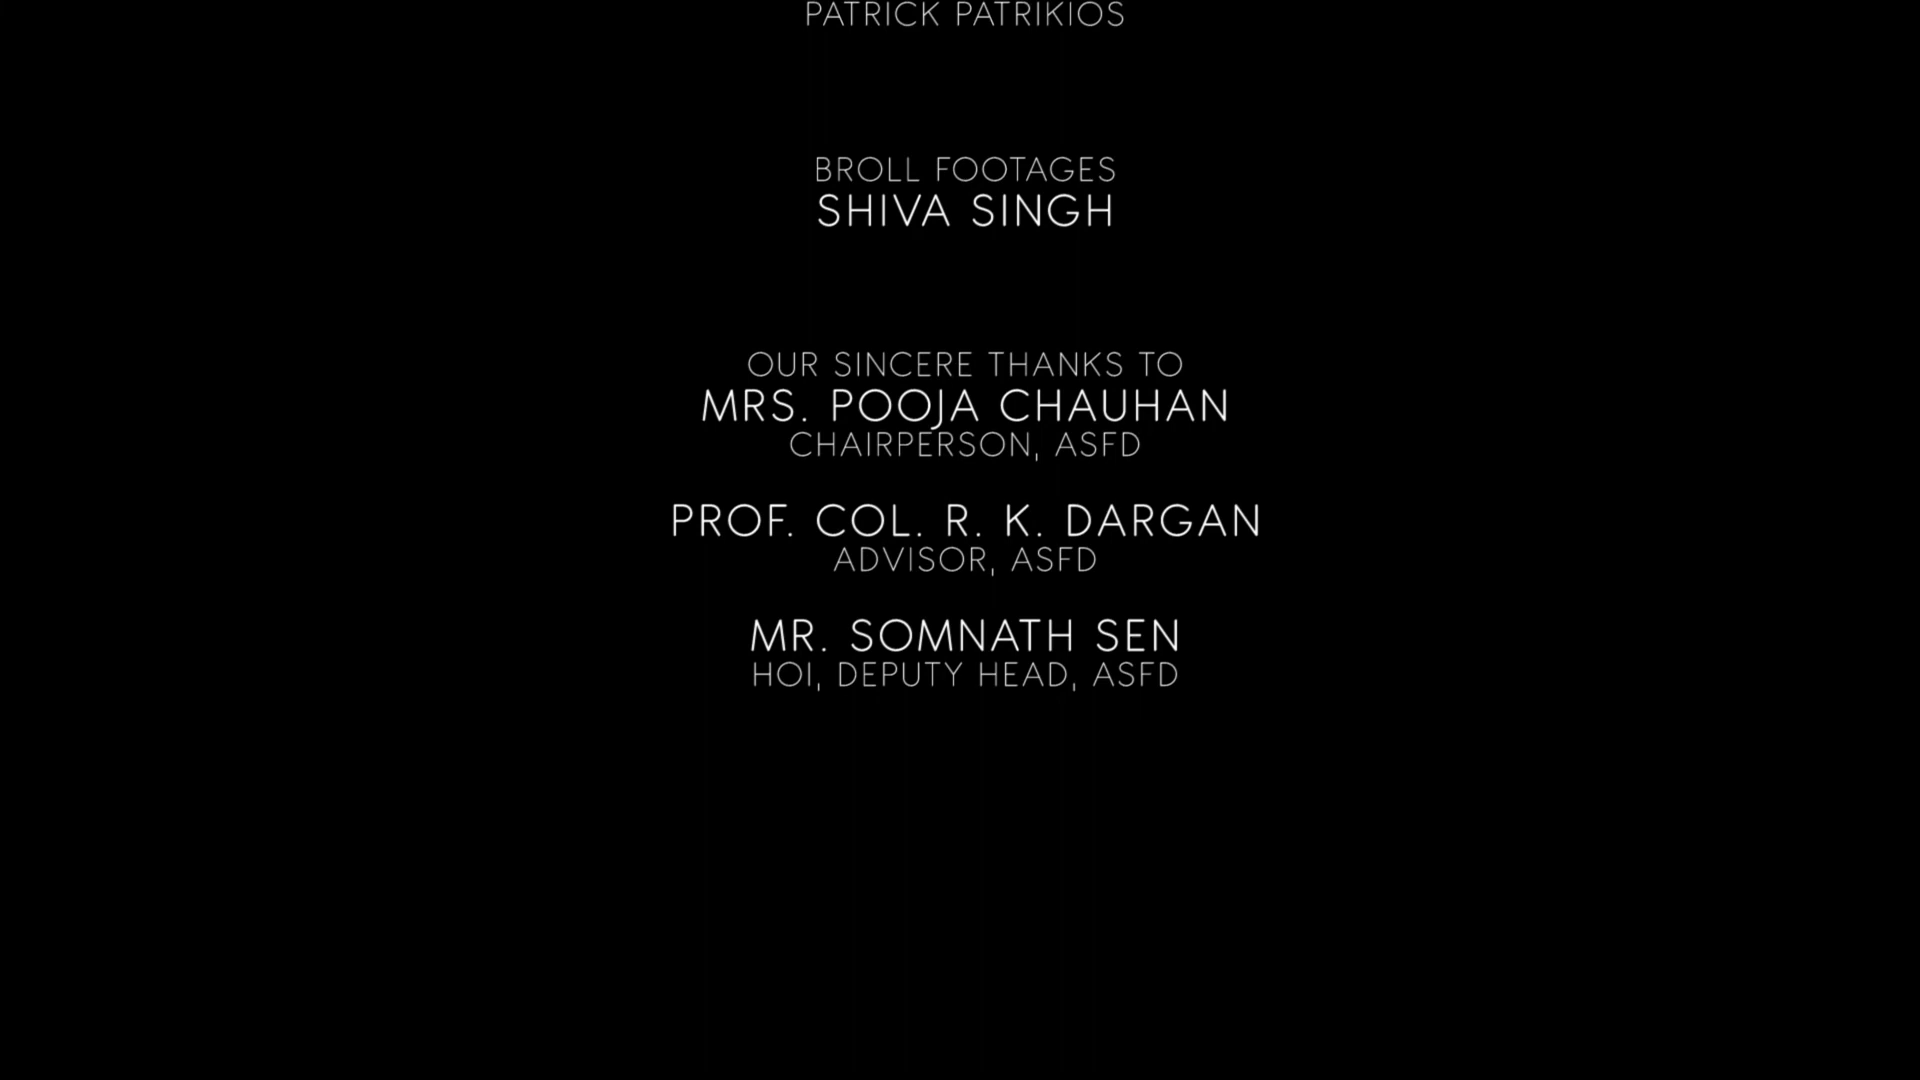 PATRICK PATRIKIOS
BROLL FOOTAGES
SHIVA SINGH
OUR SINCERE THANKS TO
MRS. POOJA CHAUHAN
CHAIRPERSON, ASFD
PROF. COL. R. K. DARGAN
ADVISOR, ASFD
MR. SOMNATH SEN
HOI, DEPUTY HEAD, ASFD